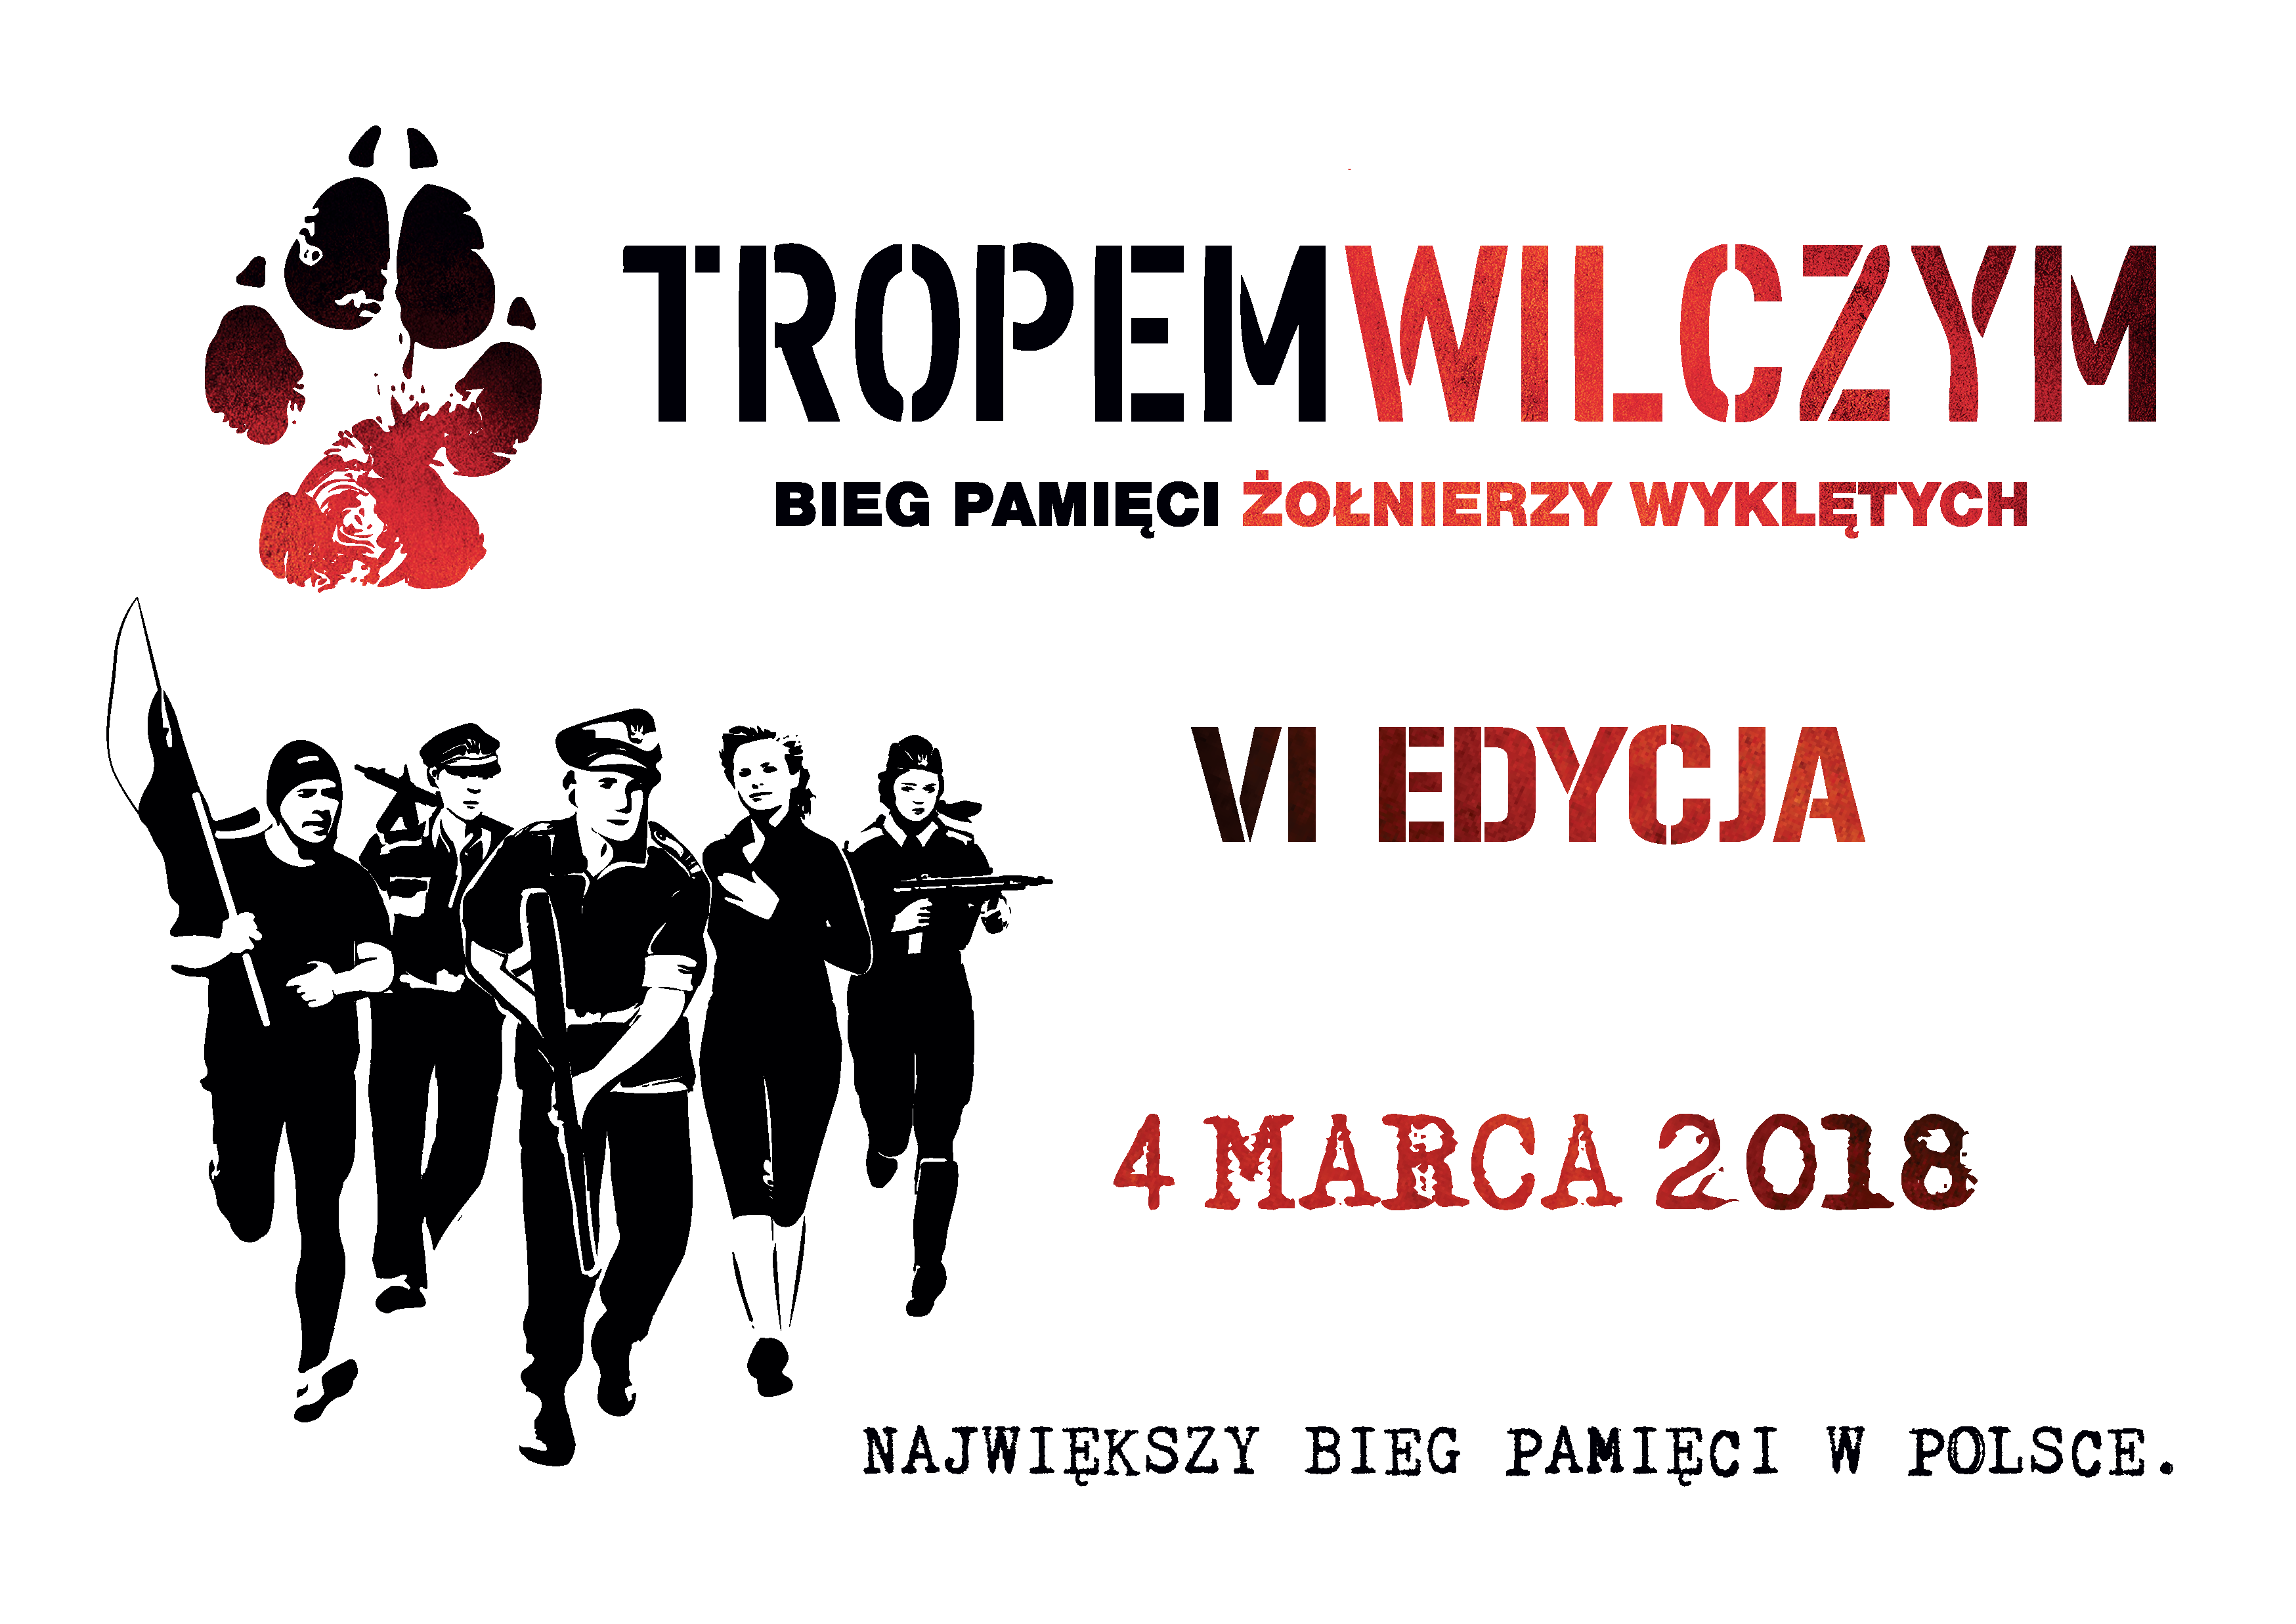 TROPEMWILCZYM
BIEG PAMIĘCI ŻOŁNIERZY WYKLĘTYCH
VI EDYCJA
4 MARCA 2018
NAJWIĘKSZY BIEG PAMIĘCI W POLSCE.